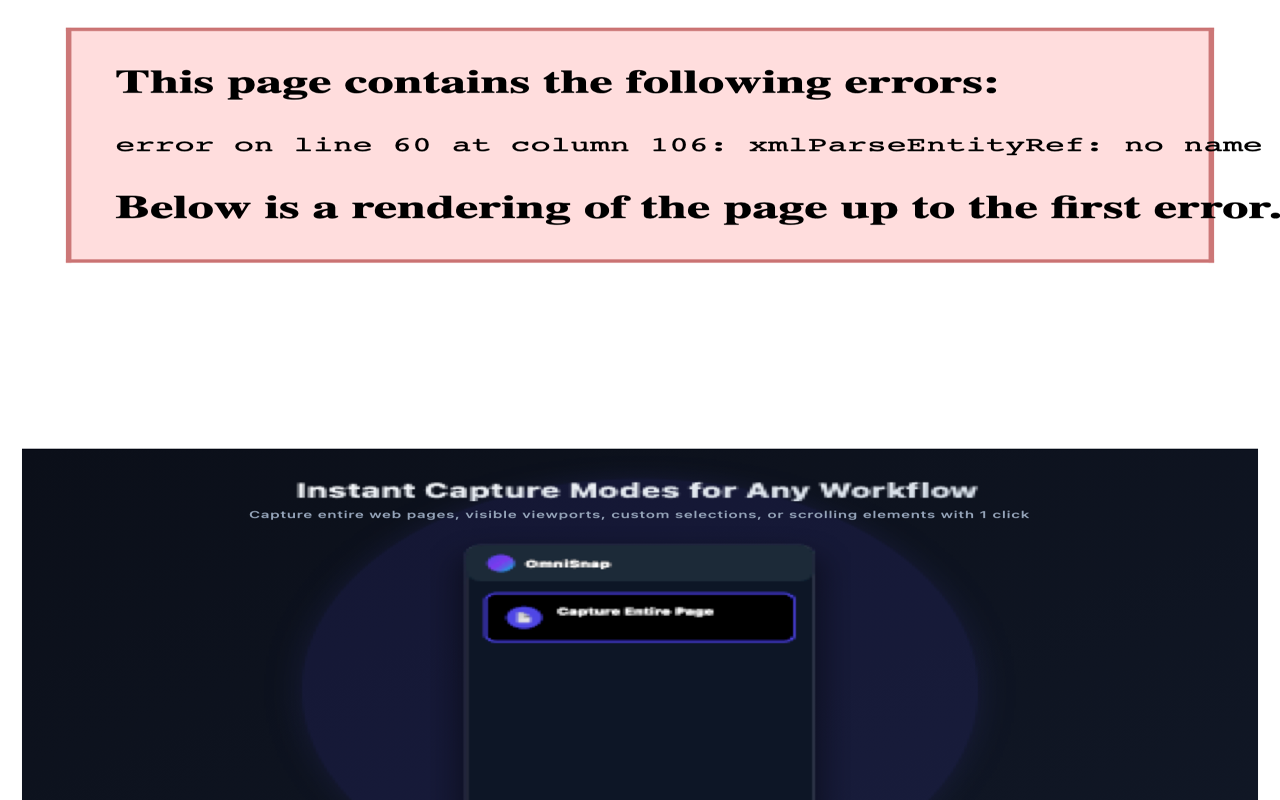 This page contains the following errors:
error on line 60 at column 106: xmlParseEntityRef: no name
Below is a rendering of the page up to the first error.
Instant Capture Modes for Any Workflow
Capture entire web pages, visible viewports, custom selections, or scrolling elements with 1 click
OmniSnap
Capture Entire Page